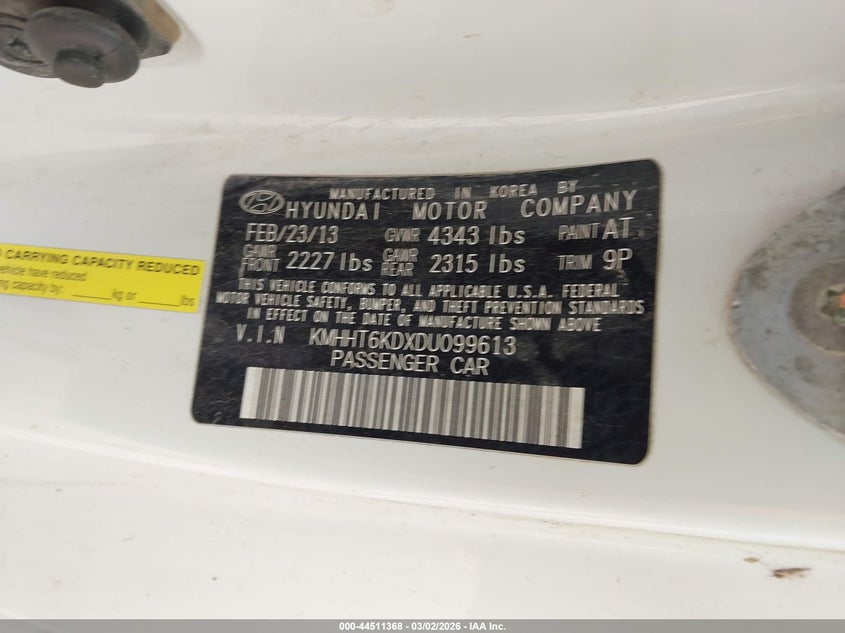 MANUFACTURED IN KOREA BY
HYUNDAI MOTOR COMPANY
FEB/23/13 GVWR 4343 lbs PAINT AT
GAWR FRONT 2227 lbs GAWR REAR 2315 lbs TRIM 9P
THIS VEHICLE CONFORMS TO ALL APPLICABLE U.S.A. FEDERAL
MOTOR VEHICLE SAFETY, BUMPER, AND THEFT PREVENTION STANDARDS
IN EFFECT ON THE DATE OF MANUFACTURE SHOWN ABOVE
V.I.N KMHHT6KDXDU099613
PASSENGER CAR
CARRYING CAPACITY REDUCED
vehicle have reduced
capacity by: ______kg or ______lbs
000-44511368 - 03/02/2026 - IAA Inc.